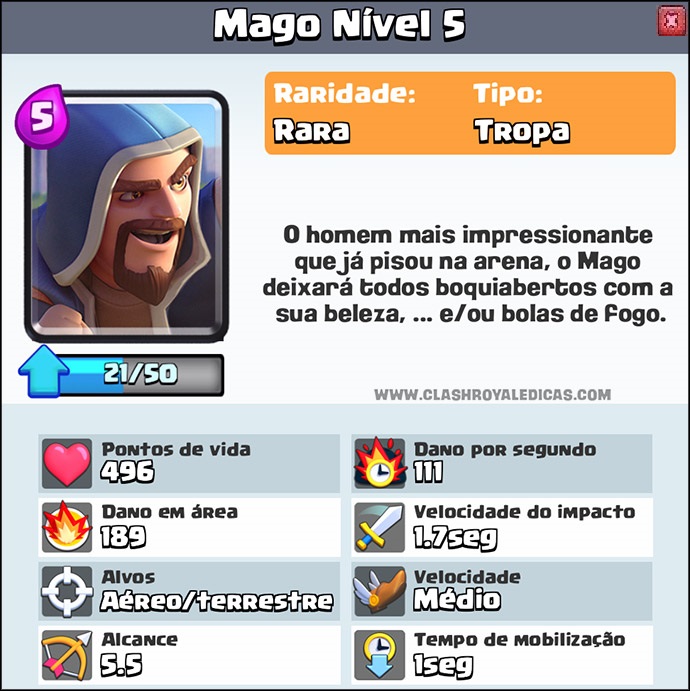 Mago Nível 5
5
Raridade: Tipo:
Rara Tropa
O homem mais impressionante
que já pisou na arena, o Mago
deixará todos boquiabertos com a
sua beleza, ... e/ou bolas de fogo.
21/50
WWW.CLASHROYALEDICAS.COM
Pontos de vida
496
Dano por segundo
111
Dano em área
189
Velocidade do impacto
1.7seg
Alvos
Aéreo/terrestre
Velocidade
Médio
Alcance
5.5
Tempo de mobilização
1seg